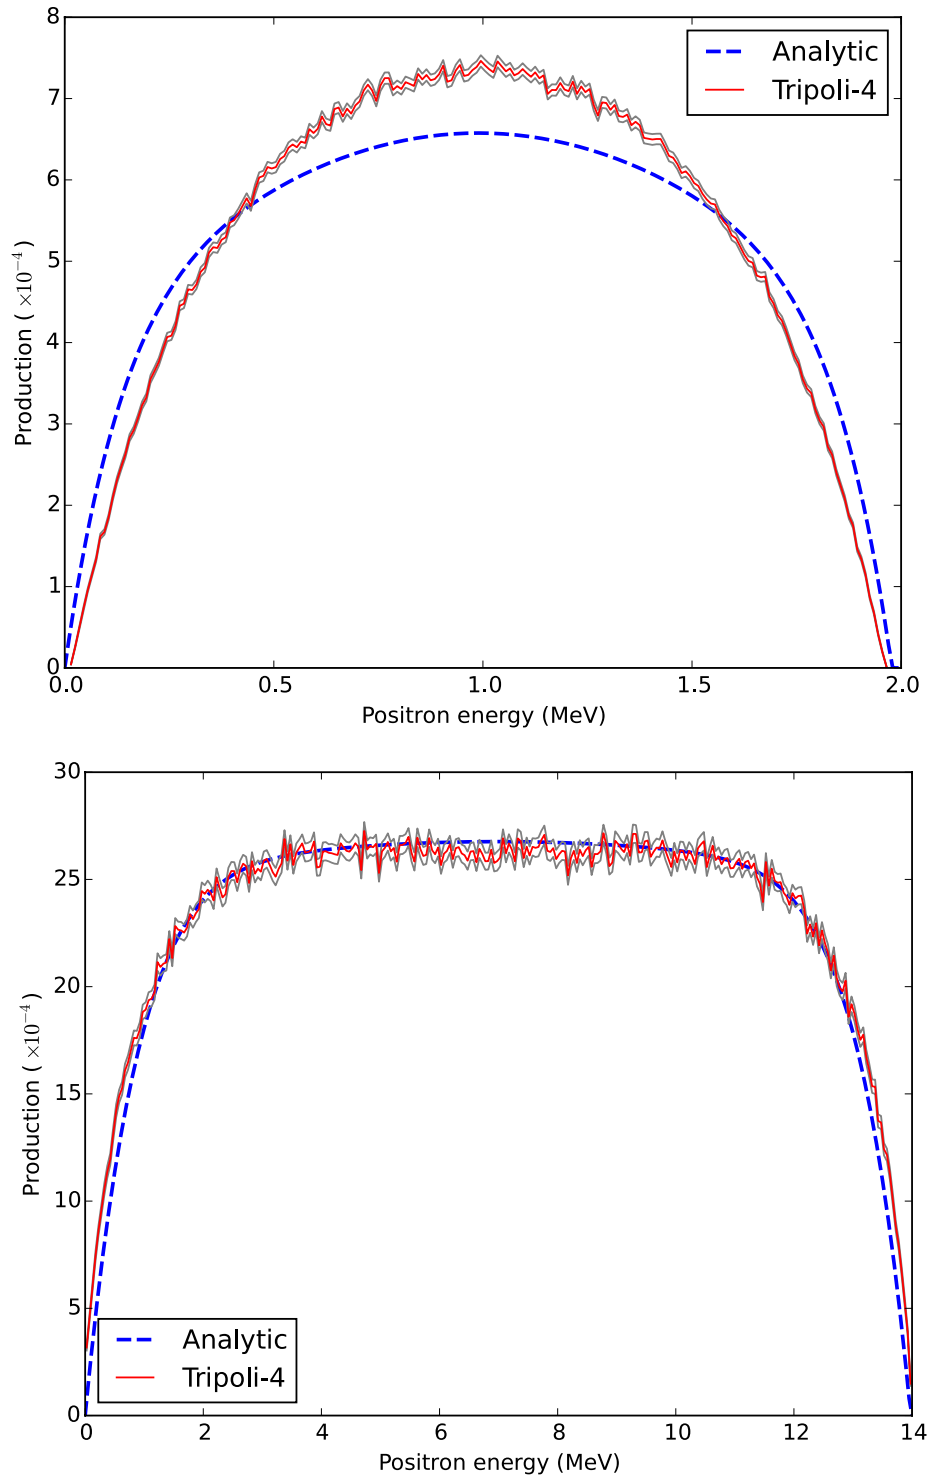 8
7
6
5
4
3
2
1
0
Production ( ×10⁻⁴)
Analytic
Tripoli-4
0.0 0.5 1.0 1.5 2.0
Positron energy (MeV)
30
25
20
15
10
5
0
Production ( ×10⁻⁴)
Analytic
Tripoli-4
0 2 4 6 8 10 12 14
Positron energy (MeV)